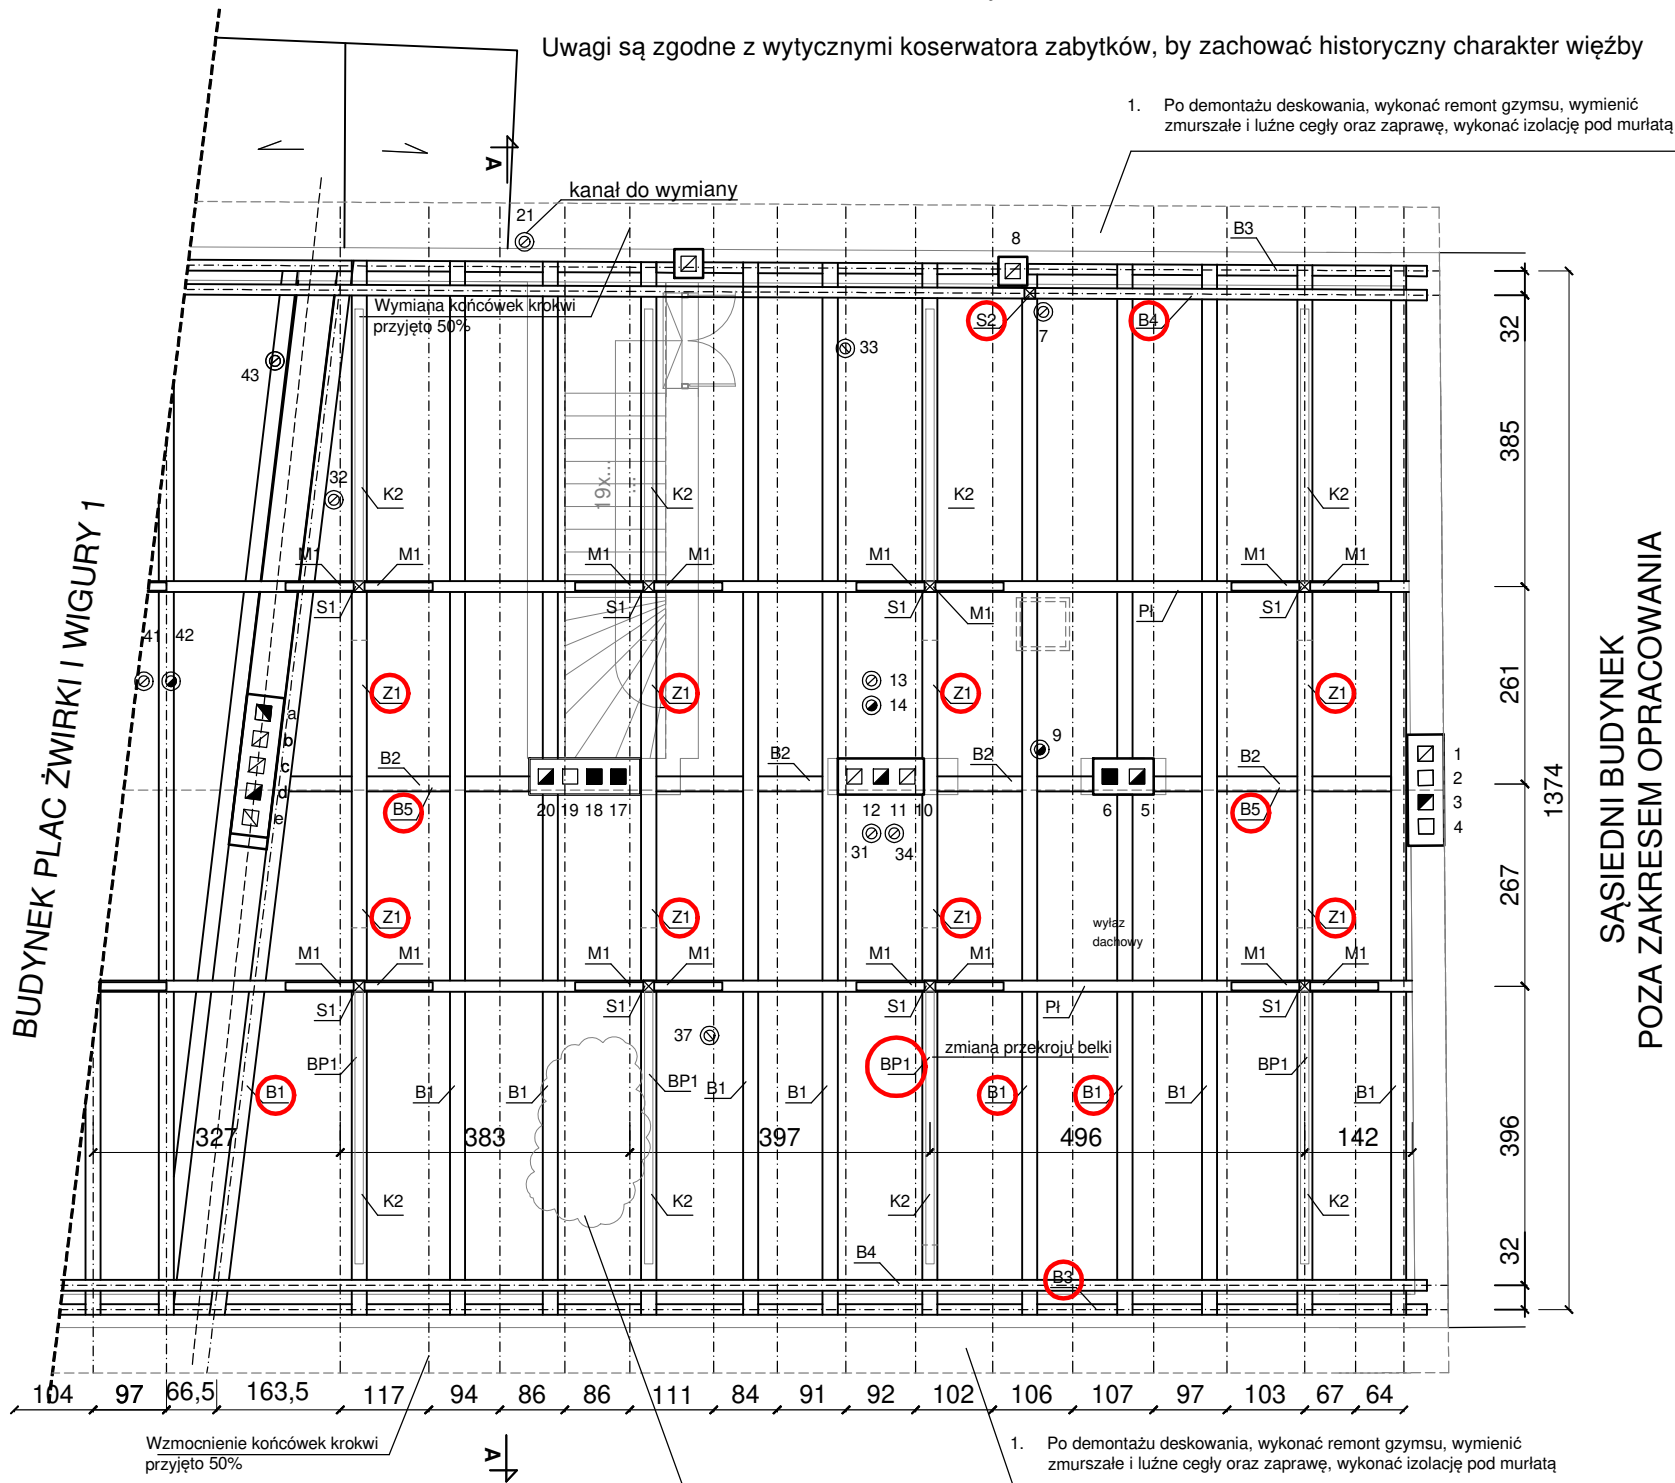 Uwagi są zgodne z wytycznymi koserwatora zabytków, by zachować historyczny charakter więźby
1. Po demontażu deskowania, wykonać remont gzymsu, wymienić
zmurszałe i luźne cegły oraz zaprawę, wykonać izolację pod murłatą
A
kanał do wymiany
21
8
B3
Wymiana końcówek krokwi
przyjęto 50%
S2
7
B4
33
43
32
32
385
19x...
...
K2
K2
K2
K2
M1
M1
M1
M1
M1
M1
M1
S1
S1
S1
M1
Pł
S1
41
42
BUDYNEK PLAC ŻWIRKI I WIGURY 1
SĄSIEDNI BUDYNEK
POZA ZAKRESEM OPRACOWANIA
261
1374
Z1
Z1
13
14
Z1
Z1
a
b
c
d
e
9
B2
B2
B2
B2
1
2
3
4
B5
20
19
18
17
12
11
10
6
5
B5
31
34
267
Z1
Z1
Z1
Z1
wyłaz
dachowy
M1
M1
M1
M1
M1
M1
M1
M1
S1
S1
S1
Pł
S1
37
BP1
BP1
BP1
zmiana przekroju belki
BP1
B1
B1
B1
B1
B1
B1
B1
B1
B1
327
383
397
496
142
396
K2
K2
K2
K2
B4
B3
32
104
97
66,5
163,5
117
94
86
86
111
84
91
92
102
106
107
97
103
67
64
Wzmocnienie końcówek krokwi
przyjęto 50%
A
1. Po demontażu deskowania, wykonać remont gzymsu, wymienić
zmurszałe i luźne cegły oraz zaprawę, wykonać izolację pod murłatą